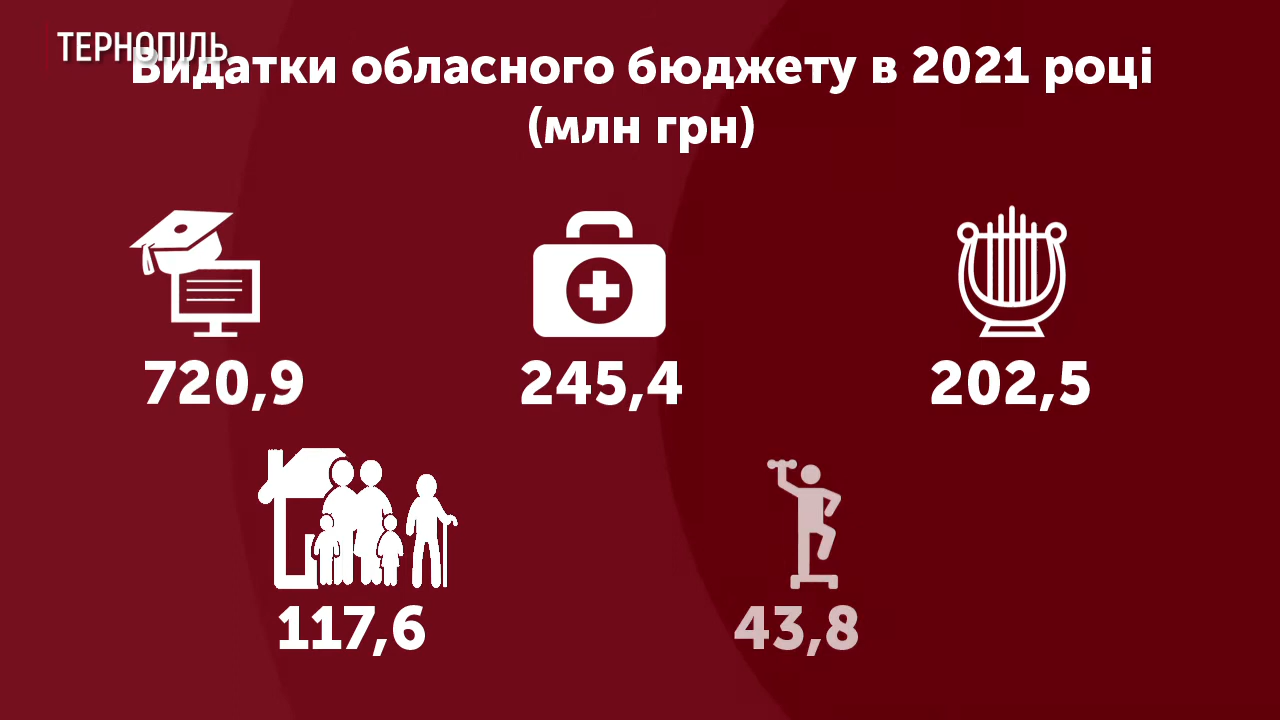 ТЕРНОПІЛЬ
Видатки обласного бюджету в 2021 році
(млн грн)
720,9
245,4
202,5
117,6
43,8